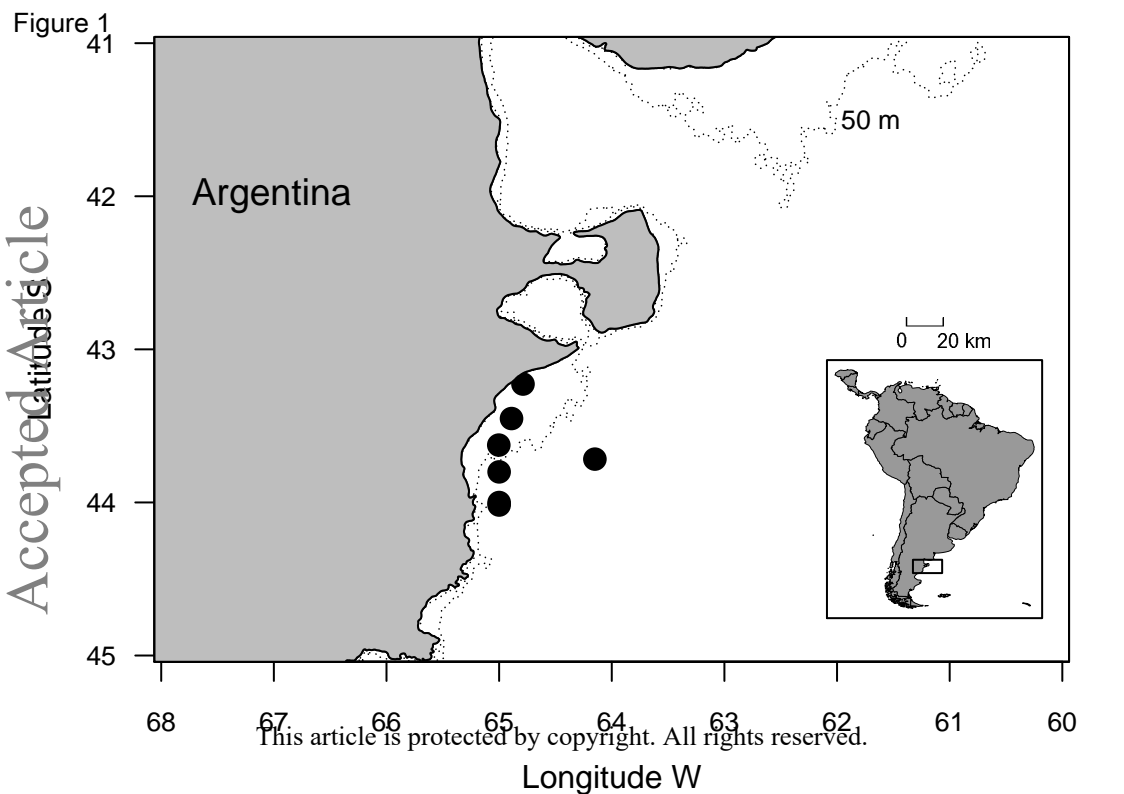 Figure 1
41
50 m
Argentina
42
Accepted Article
Latitude S
43
0 20 km
44
45
68 67 66 65 64 63 62 61 60
This article is protected by copyright. All rights reserved.
Longitude W